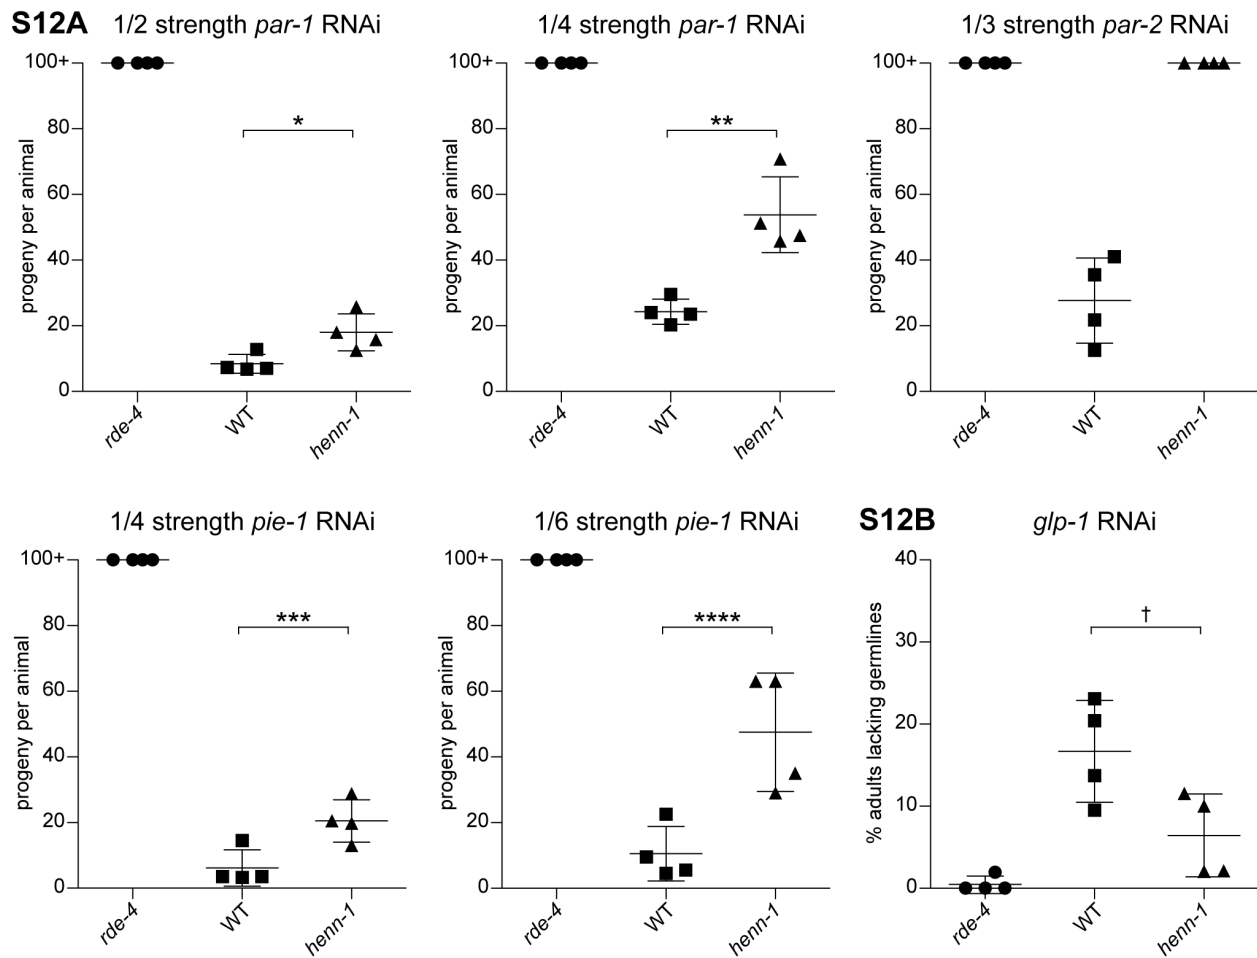 S12A
1/2 strength par-1 RNAi
100+
80
60
40
20
0
progeny per animal
*
rde-4
WT
henn-1
1/4 strength par-1 RNAi
100+
80
60
40
20
0
progeny per animal
**
rde-4
WT
henn-1
1/3 strength par-2 RNAi
100+
80
60
40
20
0
progeny per animal
rde-4
WT
henn-1
1/4 strength pie-1 RNAi
100+
80
60
40
20
0
progeny per animal
***
rde-4
WT
henn-1
1/6 strength pie-1 RNAi
100+
80
60
40
20
0
progeny per animal
****
rde-4
WT
henn-1
S12B
glp-1 RNAi
40
30
20
10
0
% adults lacking germlines
†
rde-4
WT
henn-1